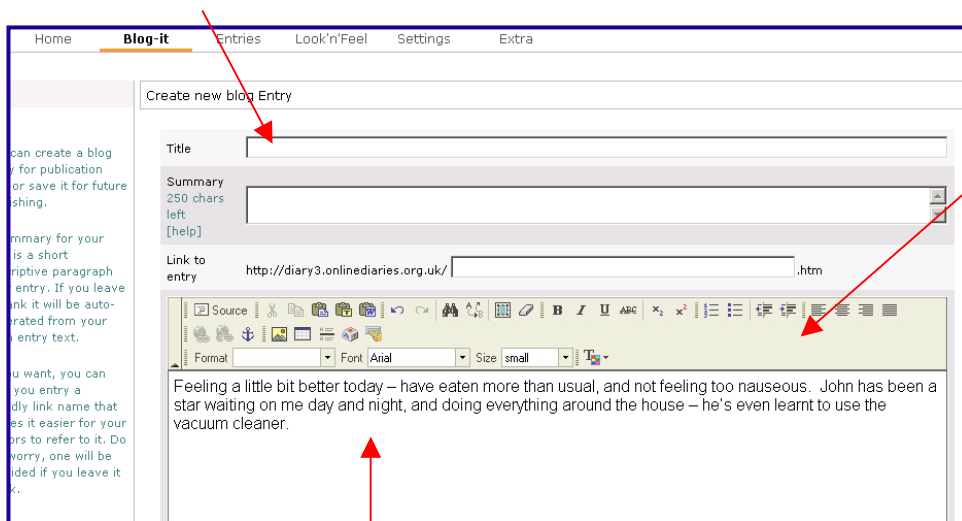 Home Blog-it Entries Look'n'Feel Settings Extra
Create new blog Entry
can create a blog
for publication
or save it for future
ishing.
mmary for your
is a short
riptive paragraph
entry. If you leave
nk it will be auto-
erated from your
entry text.
u want, you can
you entry a
dly link name that
es it easier for your
ors to refer to it. Do
worry, one will be
ided if you leave it
k.
Title
Summary
250 chars
left
[help]
Link to
entry
http://diary3.onlinediaries.org.uk/ .htm
Source B I U ABC x₂ x²
Format Font Arial Size small T
Feeling a little bit better today – have eaten more than usual, and not feeling too nauseous. John has been a
star waiting on me day and night, and doing everything around the house – he's even learnt to use the
vacuum cleaner.